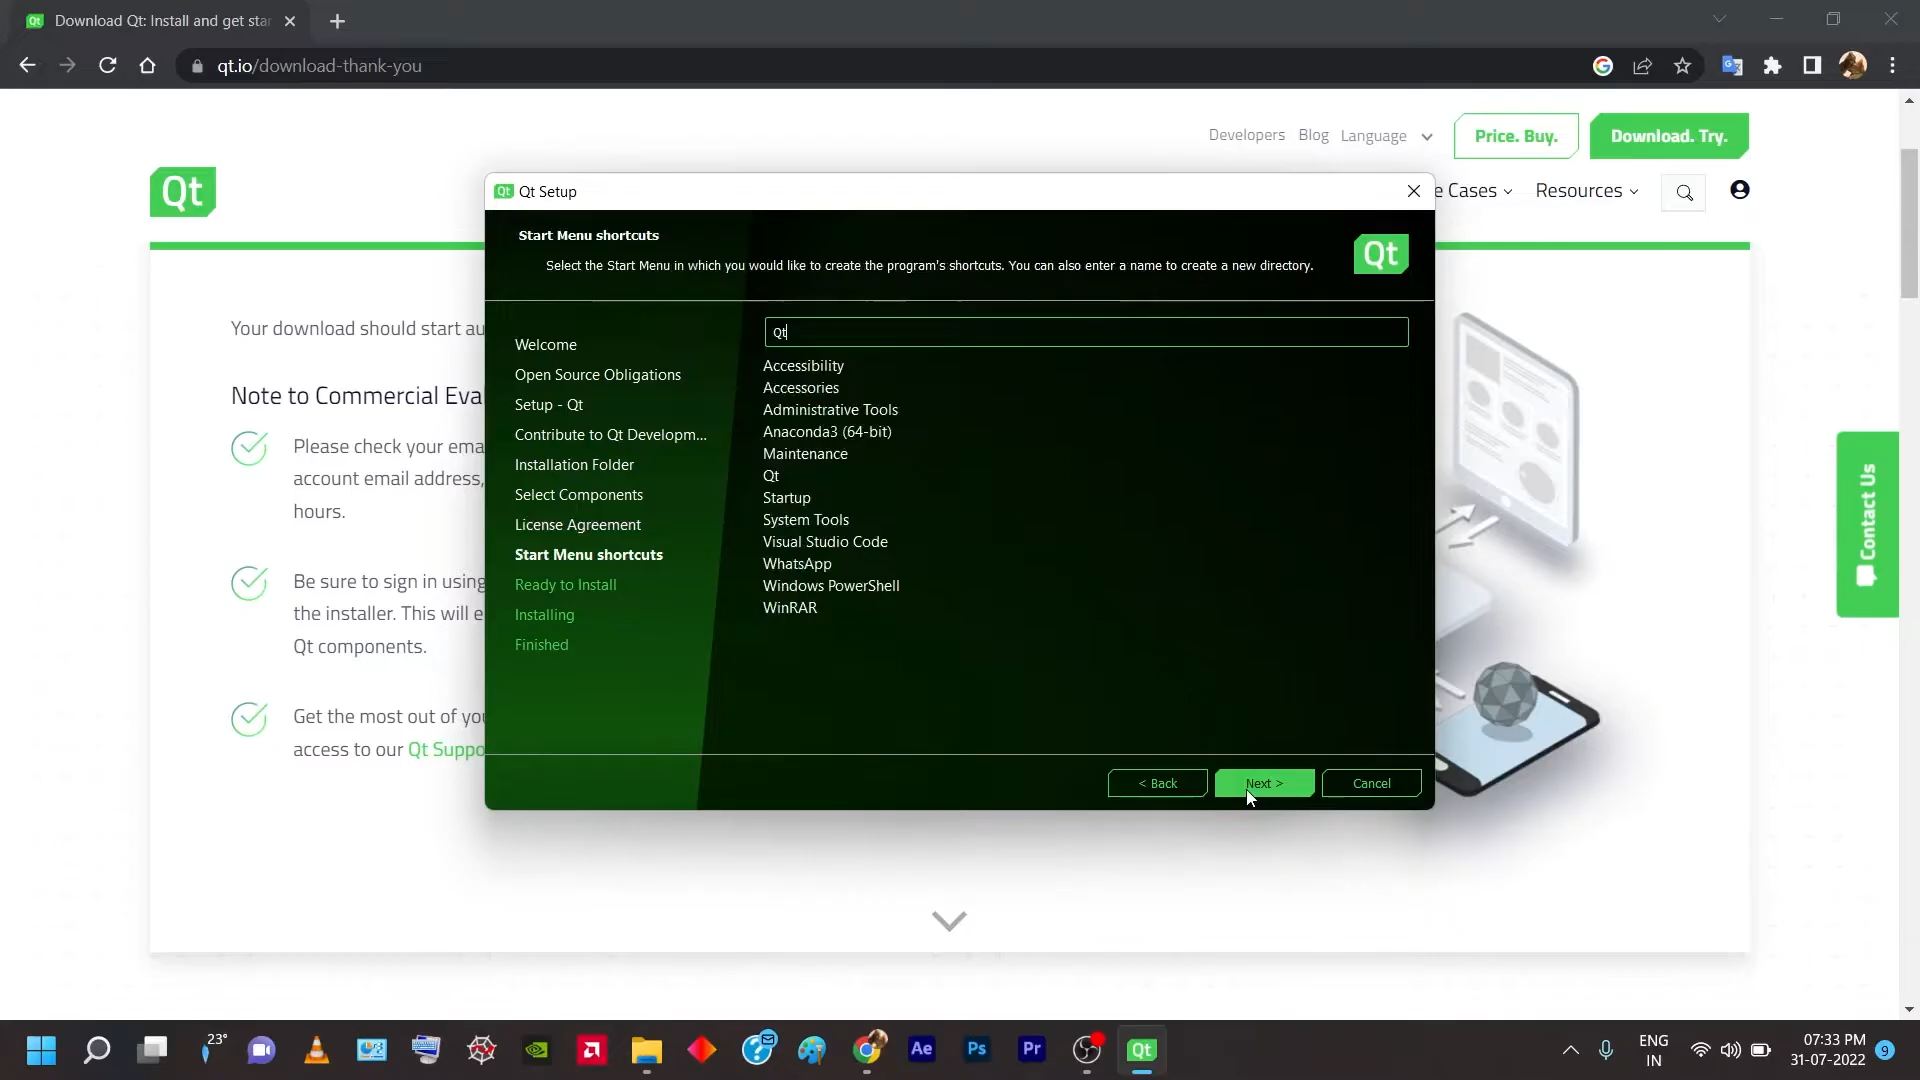 Qt
Download Qt: Install and get star
qt.io/download-thank-you
Developers
Blog
Language
Price. Buy.
Download. Try.
Qt
e Cases
Resources
Your download should start au
Note to Commercial Eva
Please check your ema
account email address,
hours.
Be sure to sign in using
the installer. This will e
Qt components.
Get the most out of you
access to our Qt Suppo
Contact Us
Qt Qt Setup
Start Menu shortcuts
Select the Start Menu in which you would like to create the program's shortcuts. You can also enter a name to create a new directory.
Qt
Welcome
Open Source Obligations
Setup - Qt
Contribute to Qt Developm...
Installation Folder
Select Components
License Agreement
Start Menu shortcuts
Ready to Install
Installing
Finished
Qt
Accessibility
Accessories
Administrative Tools
Anaconda3 (64-bit)
Maintenance
Qt
Startup
System Tools
Visual Studio Code
WhatsApp
Windows PowerShell
WinRAR
< Back
Next >
Cancel
23°
Ae
Ps
Pr
Qt
ENG
IN
07:33 PM
31-07-2022
9